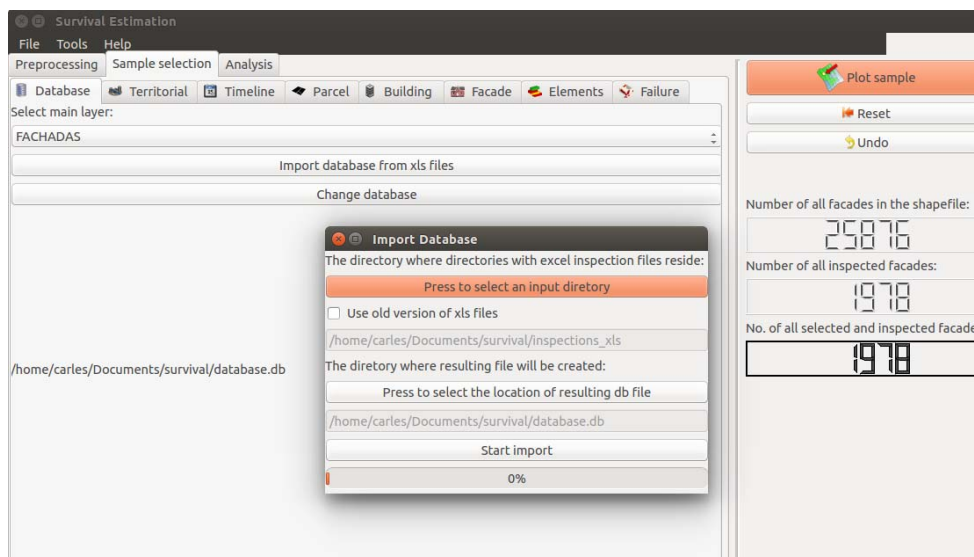 Survival Estimation
File Tools Help
Preprocessing Sample selection Analysis
Database Territorial Timeline Parcel Building Facade Elements Failure
Select main layer:
FACHADAS
Import database from xls files
Change database
/home/carles/Documents/survival/database.db
Import Database
The directory where directories with excel inspection files reside:
Press to select an input diretory
Use old version of xls files
/home/carles/Documents/survival/inspections_xls
The diretory where resulting file will be created:
Press to select the location of resulting db file
/home/carles/Documents/survival/database.db
Start import
0%
Plot sample
Reset
Undo
Number of all facades in the shapefile:
25876
Number of all inspected facades:
1978
No. of all selected and inspected facade
1978